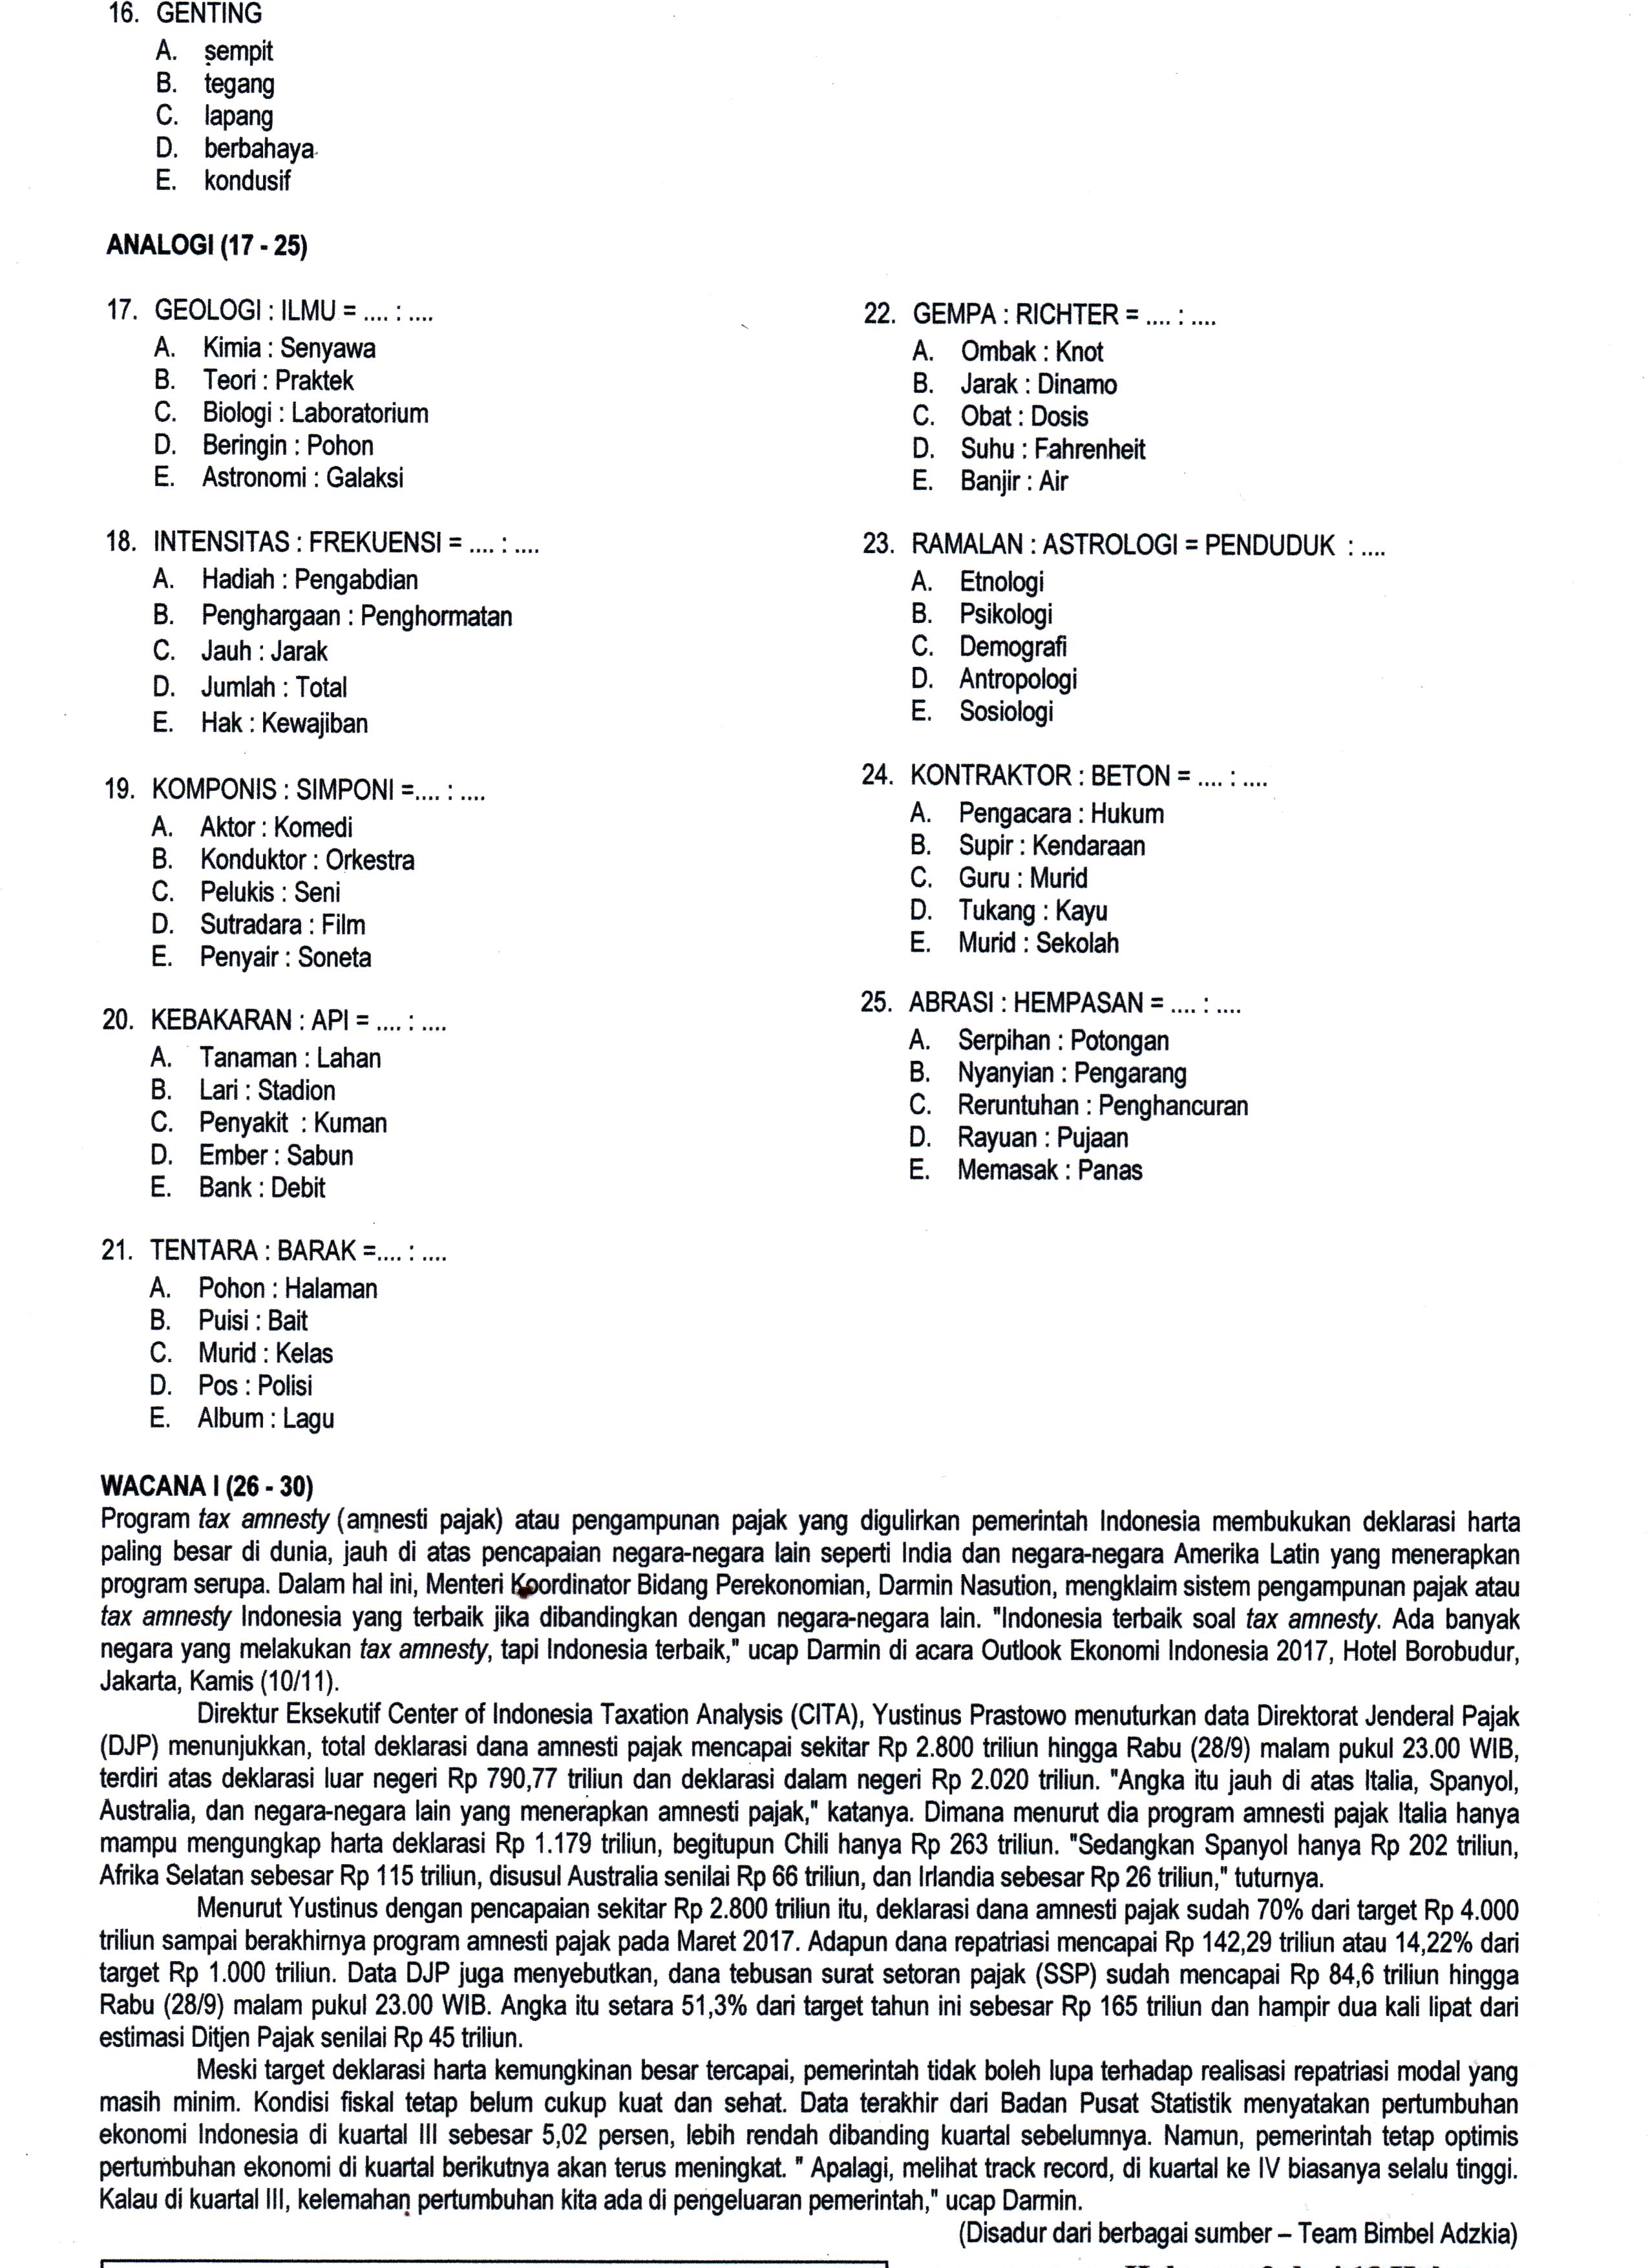 16. GENTING
A. sempit
B. tegang
C. lapang
D. berbahaya
E. kondusif
ANALOGI (17 - 25)
17. GEOLOGI : ILMU = .... : ....
A. Kimia : Senyawa
B. Teori : Praktek
C. Biologi : Laboratorium
D. Beringin : Pohon
E. Astronomi : Galaksi
18. INTENSITAS : FREKUENSI = .... : ....
A. Hadiah : Pengabdian
B. Penghargaan : Penghormatan
C. Jauh : Jarak
D. Jumlah : Total
E. Hak : Kewajiban
19. KOMPONIS : SIMPONI =.... : ....
A. Aktor : Komedi
B. Konduktor : Orkestra
C. Pelukis : Seni
D. Sutradara : Film
E. Penyair : Soneta
20. KEBAKARAN : API = .... : ....
A. Tanaman : Lahan
B. Lari : Stadion
C. Penyakit : Kuman
D. Ember : Sabun
E. Bank : Debit
21. TENTARA : BARAK =.... : ....
A. Pohon : Halaman
B. Puisi : Bait
C. Murid : Kelas
D. Pos : Polisi
E. Album : Lagu
22. GEMPA : RICHTER = .... : ....
A. Ombak : Knot
B. Jarak : Dinamo
C. Obat : Dosis
D. Suhu : Fahrenheit
E. Banjir : Air
23. RAMALAN : ASTROLOGI = PENDUDUK : ....
A. Etnologi
B. Psikologi
C. Demografi
D. Antropologi
E. Sosiologi
24. KONTRAKTOR : BETON = .... : ....
A. Pengacara : Hukum
B. Supir : Kendaraan
C. Guru : Murid
D. Tukang : Kayu
E. Murid : Sekolah
25. ABRASI : HEMPASAN = .... : ....
A. Serpihan : Potongan
B. Nyanyian : Pengarang
C. Reruntuhan : Penghancuran
D. Rayuan : Pujaan
E. Memasak : Panas
WACANA I (26 - 30)
Program tax amnesty (amnesti pajak) atau pengampunan pajak yang digulirkan pemerintah Indonesia membukukan deklarasi harta
paling besar di dunia, jauh di atas pencapaian negara-negara lain seperti India dan negara-negara Amerika Latin yang menerapkan
program serupa. Dalam hal ini, Menteri Koordinator Bidang Perekonomian, Darmin Nasution, mengklaim sistem pengampunan pajak atau
tax amnesty Indonesia yang terbaik jika dibandingkan dengan negara-negara lain. "Indonesia terbaik soal tax amnesty. Ada banyak
negara yang melakukan tax amnesty, tapi Indonesia terbaik," ucap Darmin di acara Outlook Ekonomi Indonesia 2017, Hotel Borobudur,
Jakarta, Kamis (10/11).
Direktur Eksekutif Center of Indonesia Taxation Analysis (CITA), Yustinus Prastowo menuturkan data Direktorat Jenderal Pajak
(DJP) menunjukkan, total deklarasi dana amnesti pajak mencapai sekitar Rp 2.800 triliun hingga Rabu (28/9) malam pukul 23.00 WIB,
terdiri atas deklarasi luar negeri Rp 790,77 triliun dan deklarasi dalam negeri Rp 2.020 triliun. "Angka itu jauh di atas Italia, Spanyol,
Australia, dan negara-negara lain yang menerapkan amnesti pajak," katanya. Dimana menurut dia program amnesti pajak Italia hanya
mampu mengungkap harta deklarasi Rp 1.179 triliun, begitupun Chili hanya Rp 263 triliun. "Sedangkan Spanyol hanya Rp 202 triliun,
Afrika Selatan sebesar Rp 115 triliun, disusul Australia senilai Rp 66 triliun, dan Irlandia sebesar Rp 26 triliun," tuturnya.
Menurut Yustinus dengan pencapaian sekitar Rp 2.800 triliun itu, deklarasi dana amnesti pajak sudah 70% dari target Rp 4.000
triliun sampai berakhirnya program amnesti pajak pada Maret 2017. Adapun dana repatriasi mencapai Rp 142,29 triliun atau 14,22% dari
target Rp 1.000 triliun. Data DJP juga menyebutkan, dana tebusan surat setoran pajak (SSP) sudah mencapai Rp 84,6 triliun hingga
Rabu (28/9) malam pukul 23.00 WIB. Angka itu setara 51,3% dari target tahun ini sebesar Rp 165 triliun dan hampir dua kali lipat dari
estimasi Ditjen Pajak senilai Rp 45 triliun.
Meski target deklarasi harta kemungkinan besar tercapai, pemerintah tidak boleh lupa terhadap realisasi repatriasi modal yang
masih minim. Kondisi fiskal tetap belum cukup kuat dan sehat. Data terakhir dari Badan Pusat Statistik menyatakan pertumbuhan
ekonomi Indonesia di kuartal III sebesar 5,02 persen, lebih rendah dibanding kuartal sebelumnya. Namun, pemerintah tetap optimis
pertumbuhan ekonomi di kuartal berikutnya akan terus meningkat. " Apalagi, melihat track record, di kuartal ke IV biasanya selalu tinggi.
Kalau di kuartal III, kelemahan pertumbuhan kita ada di pengeluaran pemerintah," ucap Darmin.
(Disadur dari berbagai sumber – Team Bimbel Adzkia)